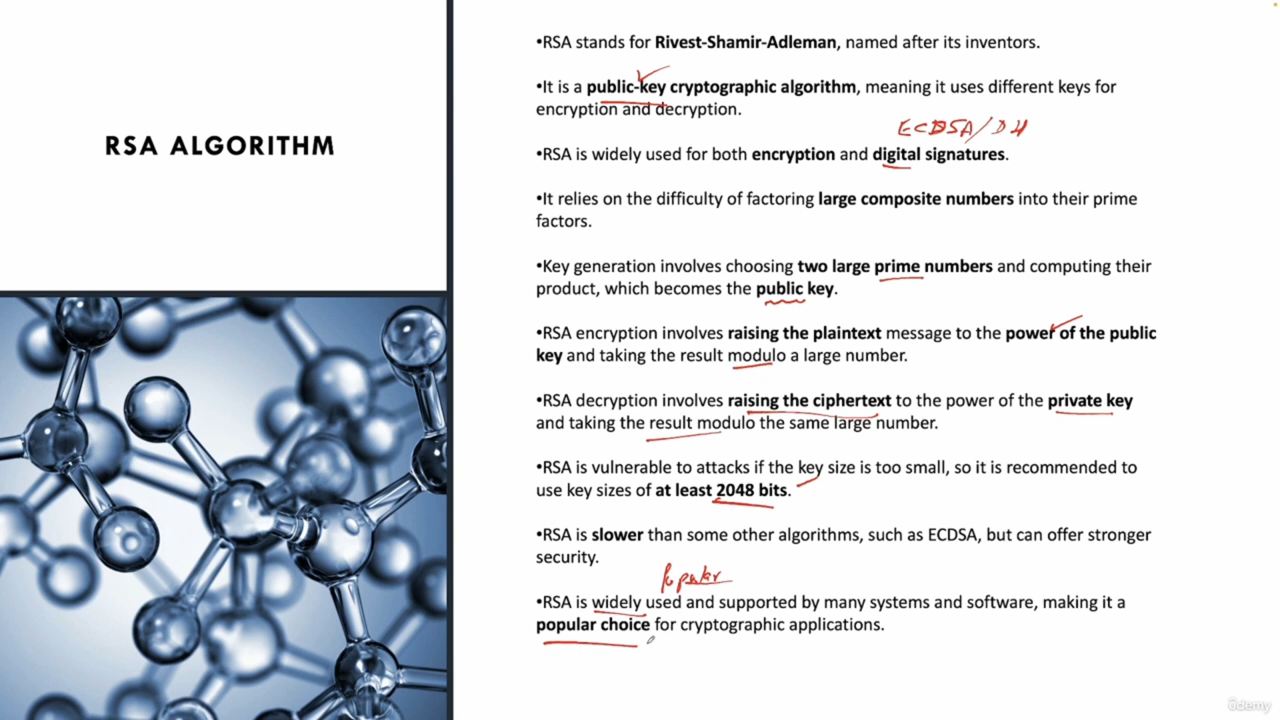 RSA ALGORITHM
•RSA stands for Rivest-Shamir-Adleman, named after its inventors.
•It is a public-key cryptographic algorithm, meaning it uses different keys for
encryption and decryption.
ECDSA/DH
•RSA is widely used for both encryption and digital signatures.
•It relies on the difficulty of factoring large composite numbers into their prime
factors.
•Key generation involves choosing two large prime numbers and computing their
product, which becomes the public key.
•RSA encryption involves raising the plaintext message to the power of the public
key and taking the result modulo a large number.
•RSA decryption involves raising the ciphertext to the power of the private key
and taking the result modulo the same large number.
•RSA is vulnerable to attacks if the key size is too small, so it is recommended to
use key sizes of at least 2048 bits.
•RSA is slower than some other algorithms, such as ECDSA, but can offer stronger
security.
Popular
•RSA is widely used and supported by many systems and software, making it a
popular choice for cryptographic applications.
ûdemy